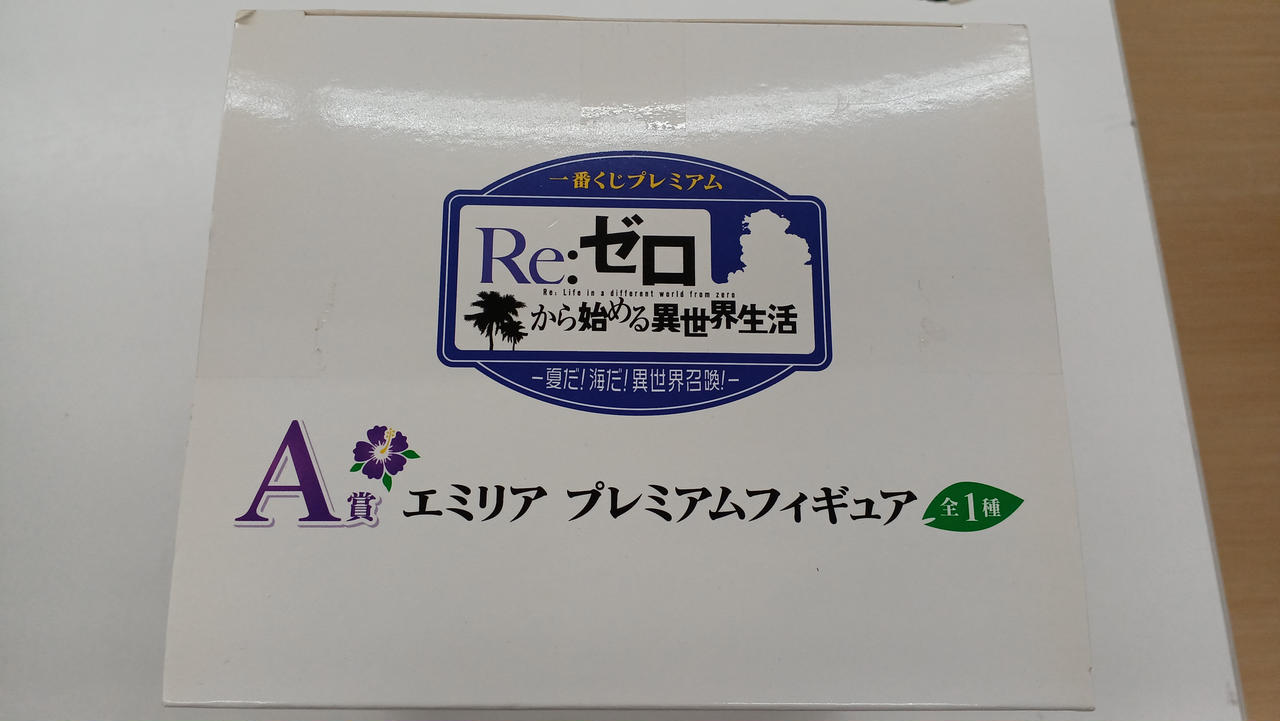 一番くじプレミアム
Re:ゼロ
Re: Life in a different world from zero
から始める異世界生活
－夏だ!海だ!異世界召喚!－
A賞 エミリア プレミアムフィギュア 全1種